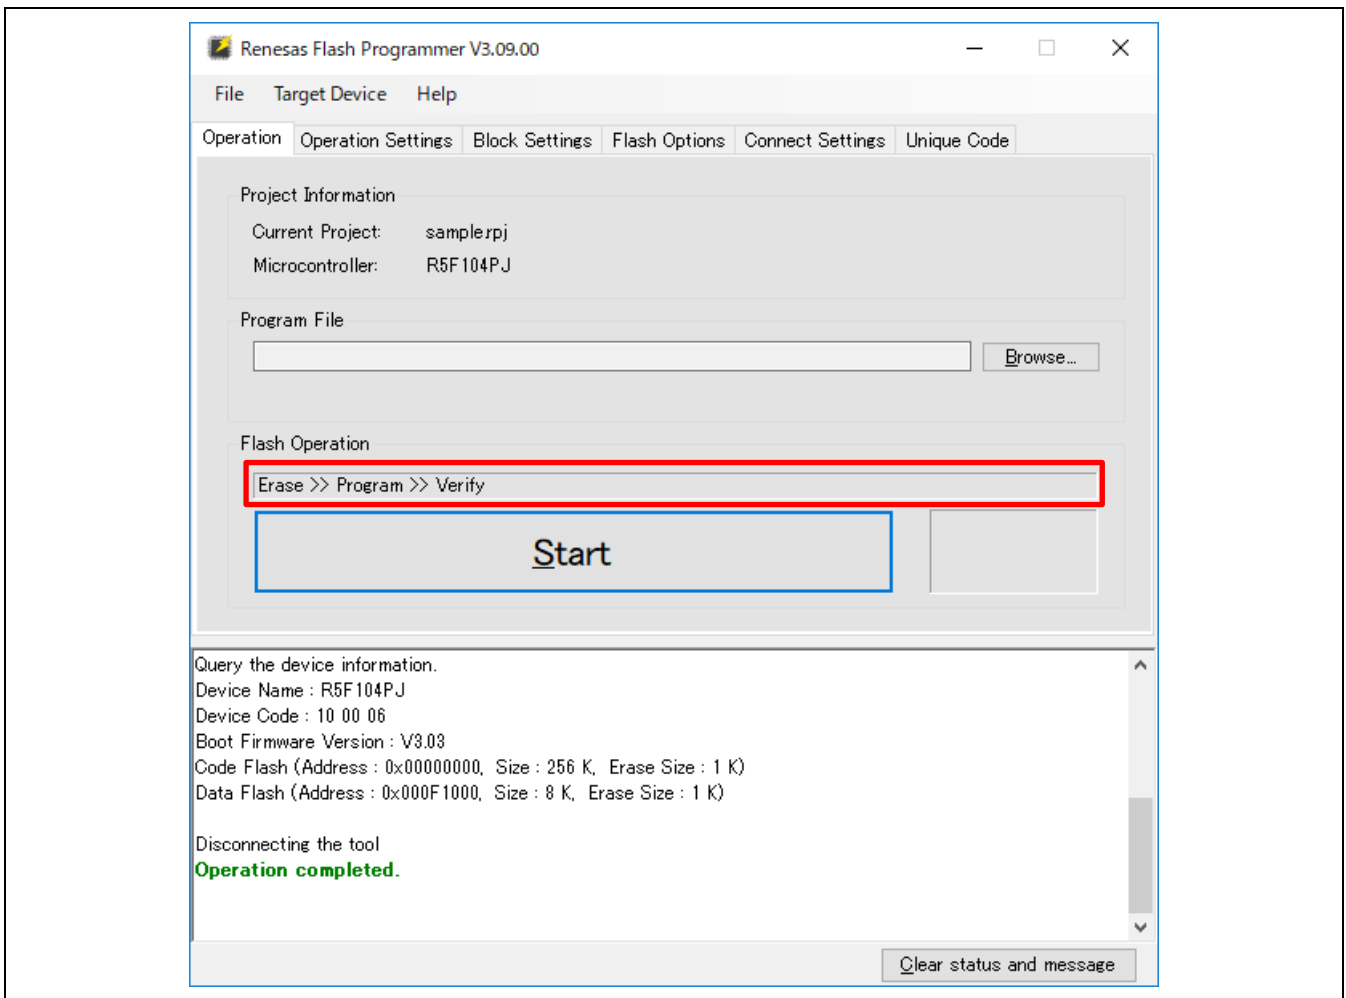 Renesas Flash Programmer V3.09.00
File Target Device Help
Operation Operation Settings Block Settings Flash Options Connect Settings Unique Code
Project Information
Current Project: sample.rpj
Microcontroller: R5F104PJ
Program File
Browse...
Flash Operation
Erase >> Program >> Verify
Start
Query the device information.
Device Name : R5F104PJ
Device Code : 10 00 06
Boot Firmware Version : V3.03
Code Flash (Address : 0x00000000, Size : 256 K, Erase Size : 1 K)
Data Flash (Address : 0x000F1000, Size : 8 K, Erase Size : 1 K)
Disconnecting the tool
Operation completed.
Clear status and message